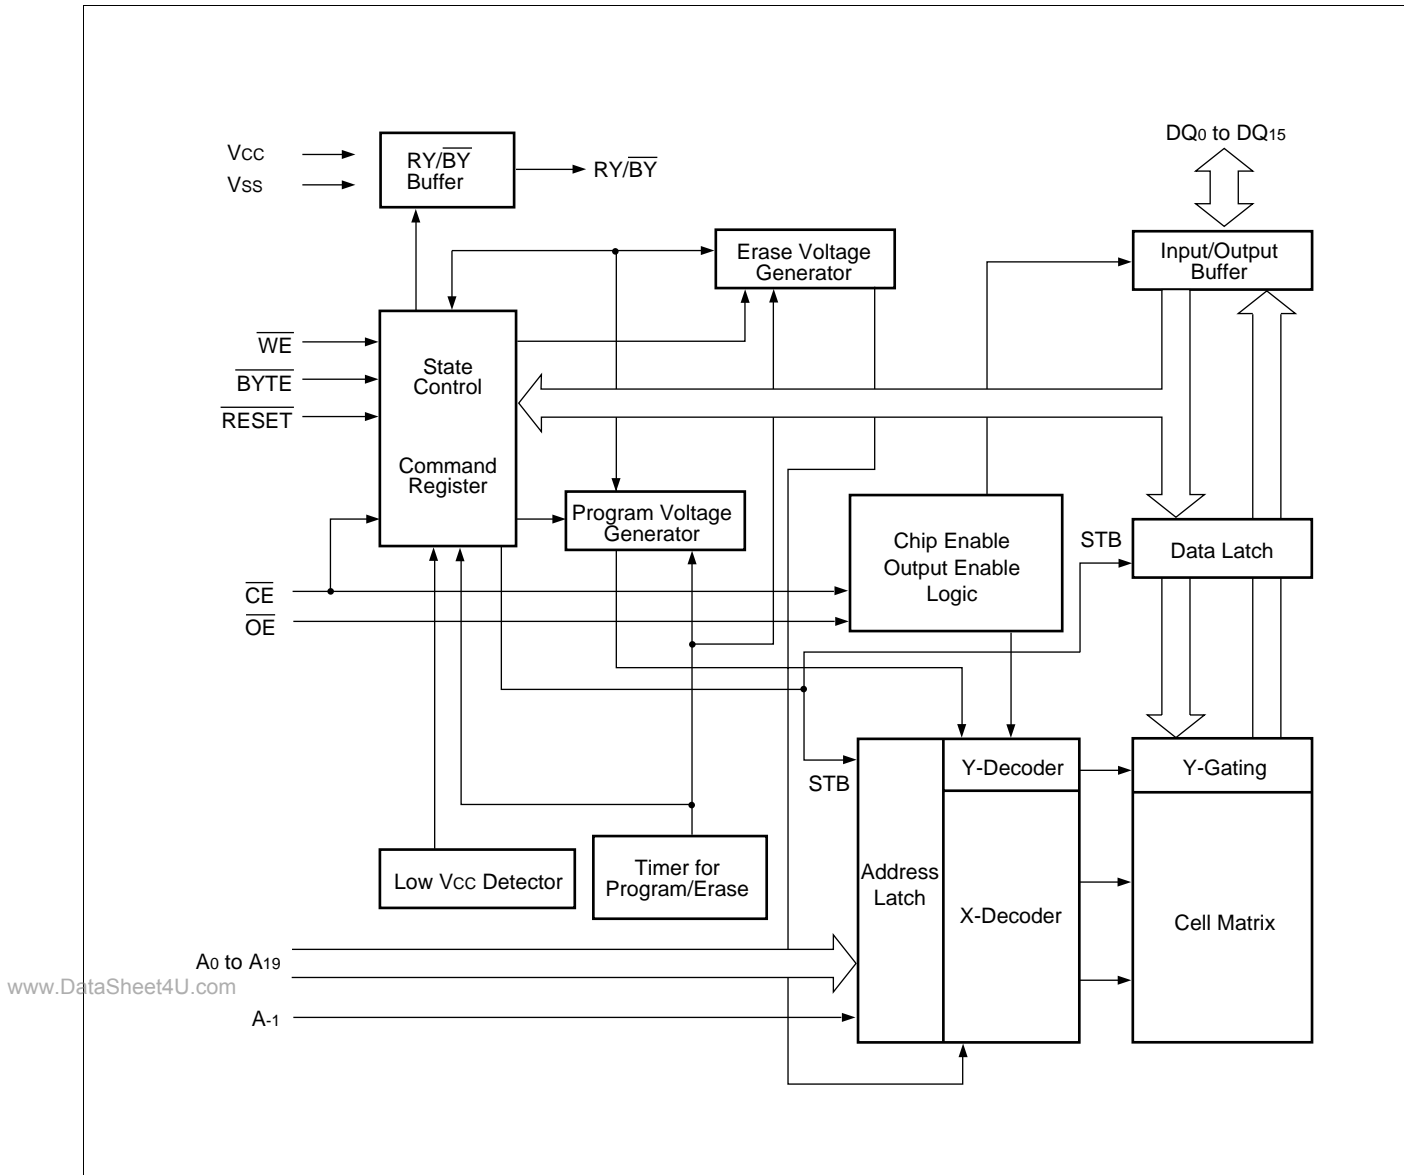 DQ0 to DQ15
VCC
VSS
RY/BY
Buffer
RY/BY
Erase Voltage
Generator
Input/Output
Buffer
WE
BYTE
RESET
State
Control
Command
Register
Program Voltage
Generator
Chip Enable
Output Enable
Logic
STB
Data Latch
CE
OE
STB
Y-Decoder
Y-Gating
Low VCC Detector
Timer for
Program/Erase
Address
Latch
X-Decoder
Cell Matrix
A0 to A19
www.DataSheet4U.com
A-1